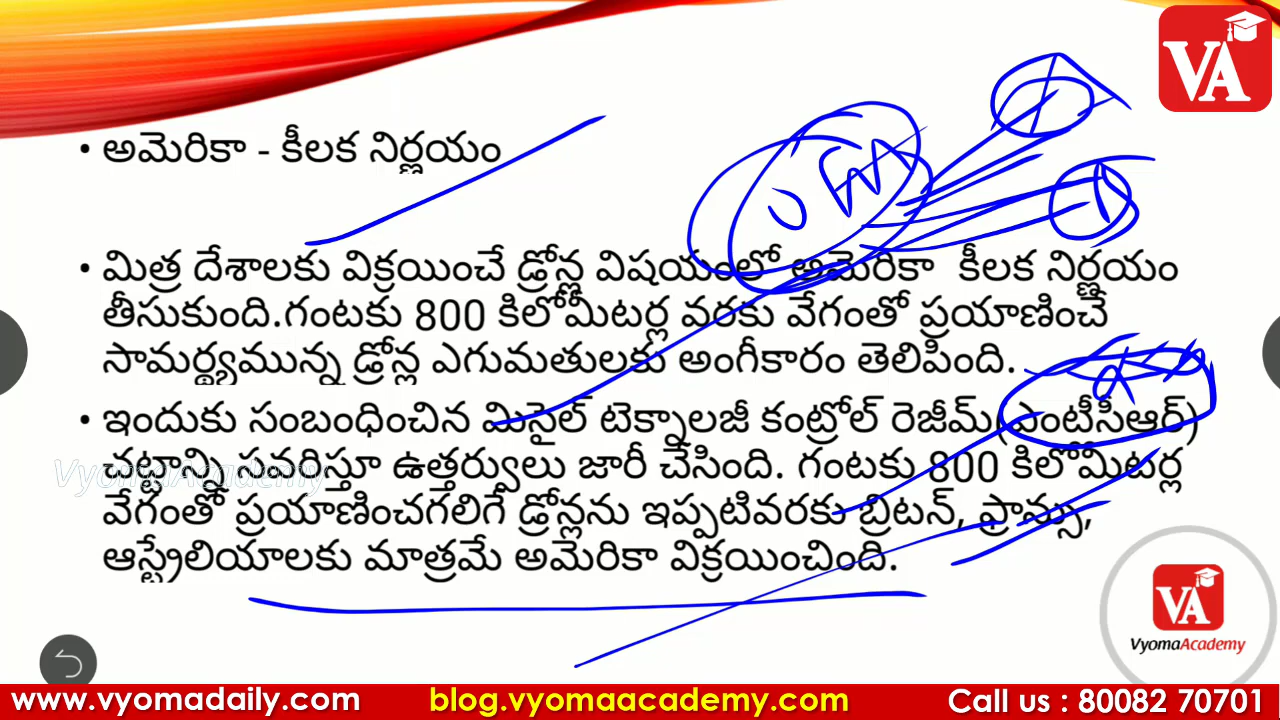 VA
• అమెరికా - కీలక నిర్ణయం
• మిత్ర దేశాలకు విక్రయించే డ్రోన్ల విషయంలో అమెరికా కీలక నిర్ణయం
తీసుకుంది.గంటకు 800 కిలోమీటర్ల వరకు వేగంతో ప్రయాణించే
సామర్థ్యమున్న డ్రోన్ల ఎగుమతులకు అంగీకారం తెలిపింది.
• ఇందుకు సంబంధించిన మిసైల్ టెక్నాలజీ కంట్రోల్ రెజీమ్(ఎంటీసీఆర్)
చట్టాన్ని సవరిస్తూ ఉత్తర్వులు జారీ చేసింది. గంటకు 800 కిలోమీటర్ల
VyomaAcademy
వేగంతో ప్రయాణించగలిగే డ్రోన్లను ఇప్పటివరకు బ్రిటన్, ఫ్రాన్సు,
ఆస్ట్రేలియాలకు మాత్రమే అమెరికా విక్రయించింది.
VA
VyomaAcademy
www.vyomadaily.com blog.vyomaacademy.com Call us : 80082 70701